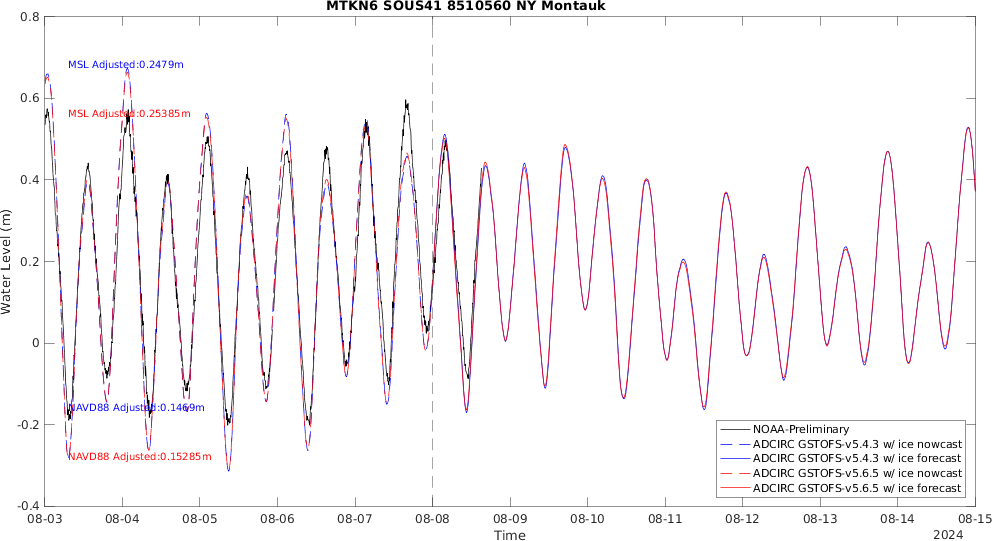 MTKN6 SOUS41 8510560 NY Montauk
0.8
0.6
0.4
0.2
0
-0.2
-0.4
Water Level (m)
MSL Adjusted:0.2479m
MSL Adjusted:0.25385m
NAVD88 Adjusted:0.1469m
NAVD88 Adjusted:0.15285m
NOAA-Preliminary
ADCIRC GSTOFS-v5.4.3 w/ ice nowcast
ADCIRC GSTOFS-v5.4.3 w/ ice forecast
ADCIRC GSTOFS-v5.6.5 w/ ice nowcast
ADCIRC GSTOFS-v5.6.5 w/ ice forecast
08-03 08-04 08-05 08-06 08-07 08-08 08-09 08-10 08-11 08-12 08-13 08-14 08-15
Time
2024